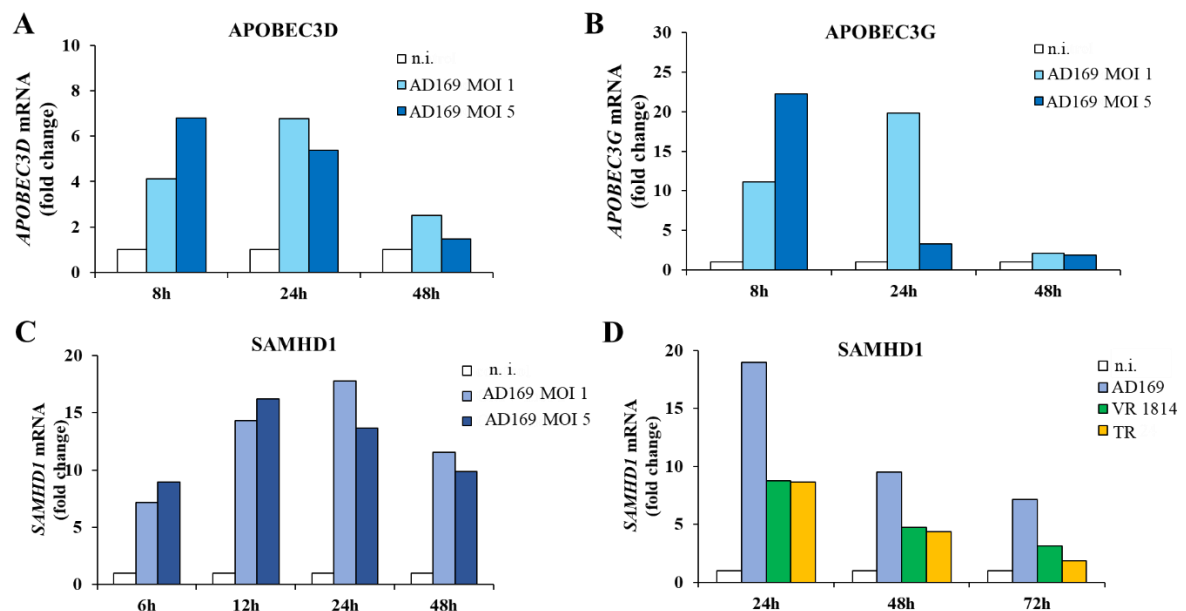 A
APOBEC3D
APOBEC3D mRNA
(fold change)
10
8
6
4
2
0
n.i.
AD169 MOI 1
AD169 MOI 5
8h
24h
48h
B
APOBEC3G
APOBEC3G mRNA
(fold change)
30
25
20
15
10
5
0
n.i.
AD169 MOI 1
AD169 MOI 5
8h
24h
48h
C
SAMHD1
SAMHD1 mRNA
(fold change)
20
15
10
5
0
n. i.
AD169 MOI 1
AD169 MOI 5
6h
12h
24h
48h
D
SAMHD1
SAMHD1 mRNA
(fold change)
20
15
10
5
0
n.i.
AD169
VR 1814
TR
24h
48h
72h